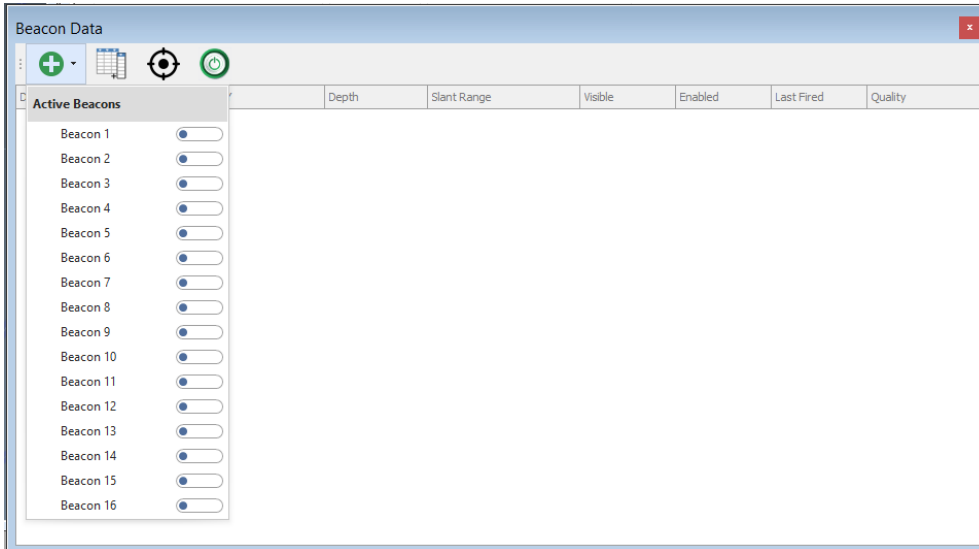 Beacon Data
Depth Slant Range Visible Enabled Last Fired Quality
Active Beacons
Beacon 1
Beacon 2
Beacon 3
Beacon 4
Beacon 5
Beacon 6
Beacon 7
Beacon 8
Beacon 9
Beacon 10
Beacon 11
Beacon 12
Beacon 13
Beacon 14
Beacon 15
Beacon 16